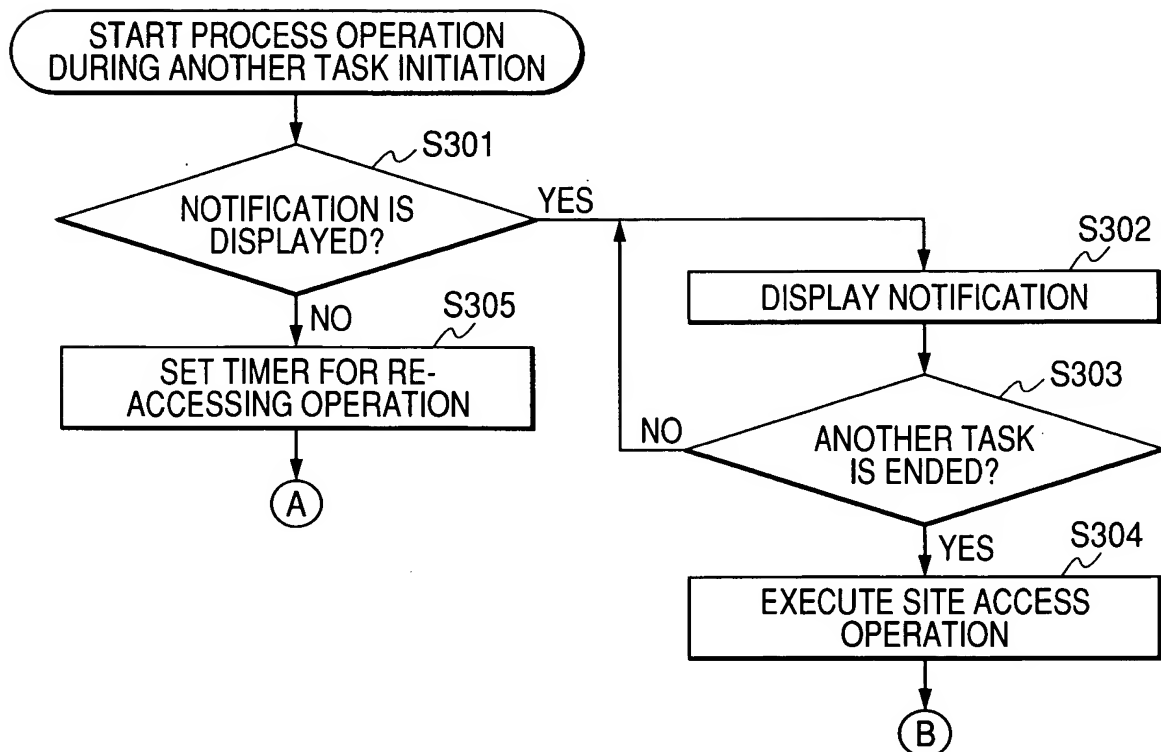 START PROCESS OPERATION
DURING ANOTHER TASK INITIATION
S301
NOTIFICATION IS
DISPLAYED?
YES
NO
S305
SET TIMER FOR RE-
ACCESSING OPERATION
A
S302
DISPLAY NOTIFICATION
S303
NO
ANOTHER TASK
IS ENDED?
YES
S304
EXECUTE SITE ACCESS
OPERATION
B